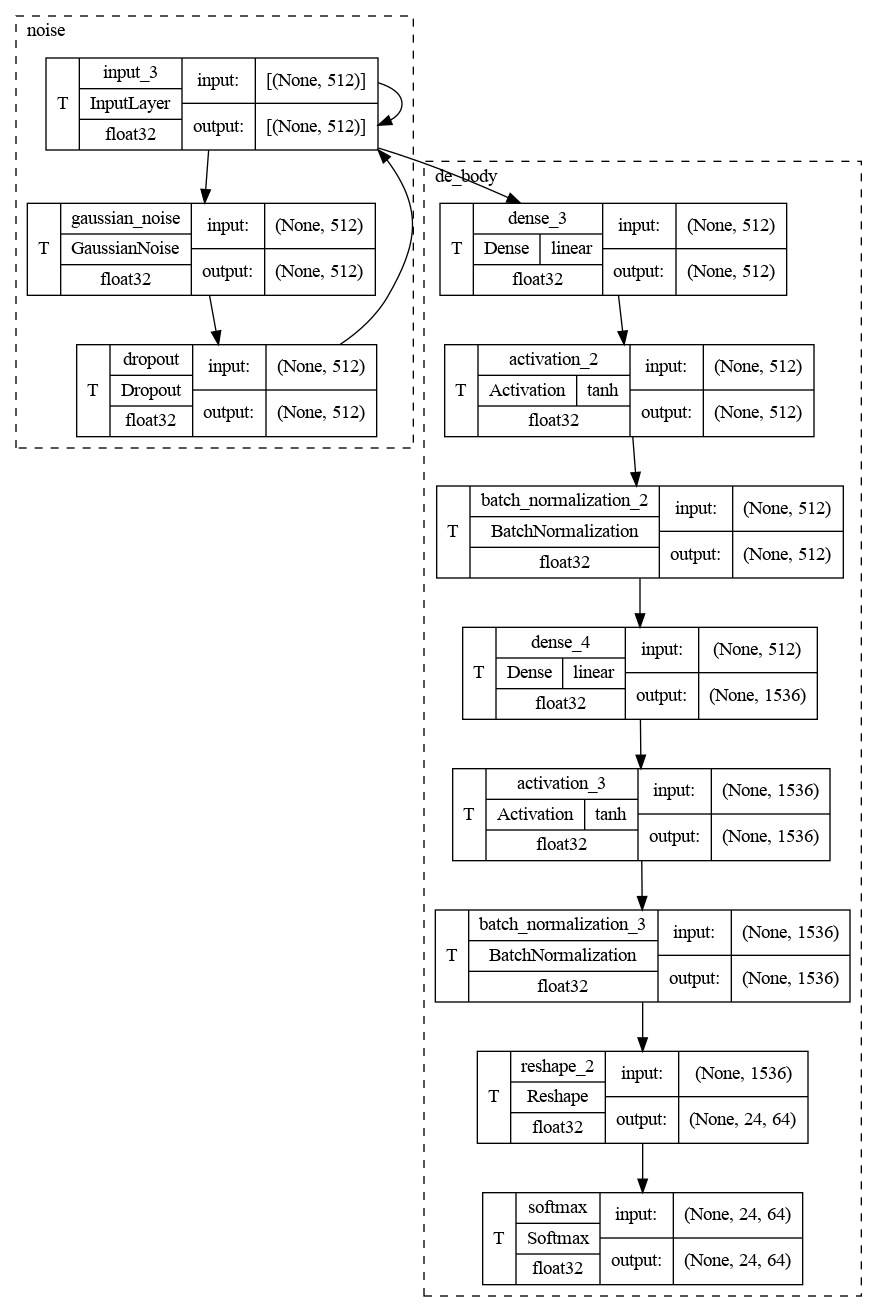 noise
T
input_3
InputLayer
float32
input:
[(None, 512)]
output:
[(None, 512)]
T
gaussian_noise
GaussianNoise
float32
input:
(None, 512)
output:
(None, 512)
T
dropout
Dropout
float32
input:
(None, 512)
output:
(None, 512)
de_body
T
dense_3
Dense
linear
float32
input:
(None, 512)
output:
(None, 512)
T
activation_2
Activation
tanh
float32
input:
(None, 512)
output:
(None, 512)
T
batch_normalization_2
BatchNormalization
float32
input:
(None, 512)
output:
(None, 512)
T
dense_4
Dense
linear
float32
input:
(None, 512)
output:
(None, 1536)
T
activation_3
Activation
tanh
float32
input:
(None, 1536)
output:
(None, 1536)
T
batch_normalization_3
BatchNormalization
float32
input:
(None, 1536)
output:
(None, 1536)
T
reshape_2
Reshape
float32
input:
(None, 1536)
output:
(None, 24, 64)
T
softmax
Softmax
float32
input:
(None, 24, 64)
output:
(None, 24, 64)